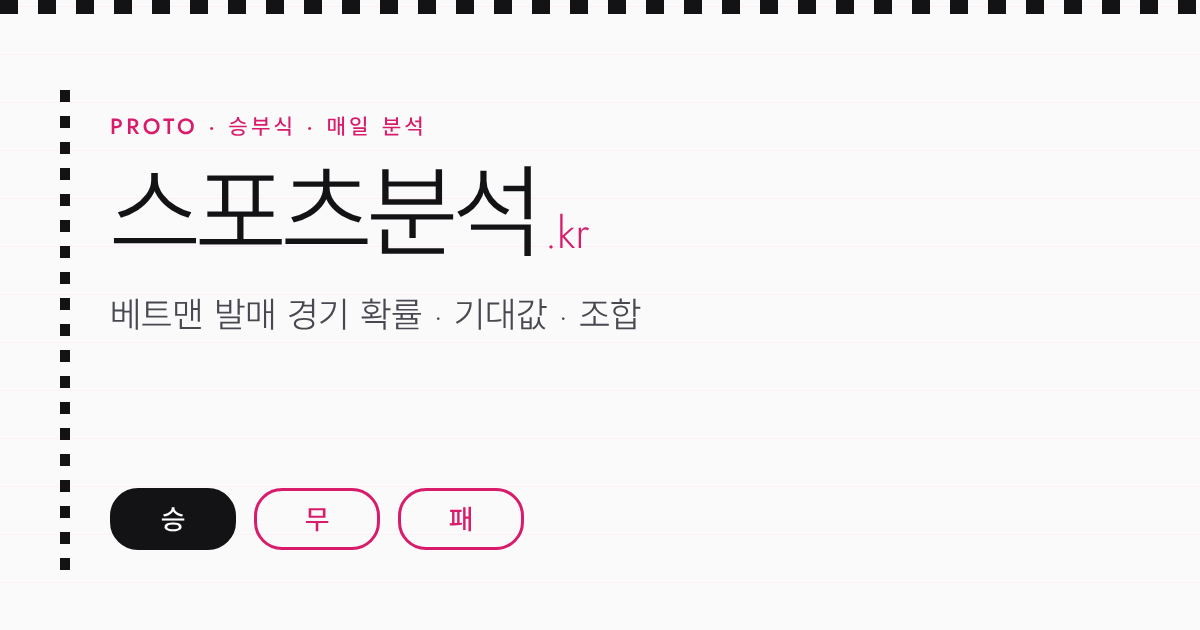 PROTO · 승부식 · 매일 분석
스포츠분석.kr
베트맨 발매 경기 확률 · 기대값 · 조합
승 무 패